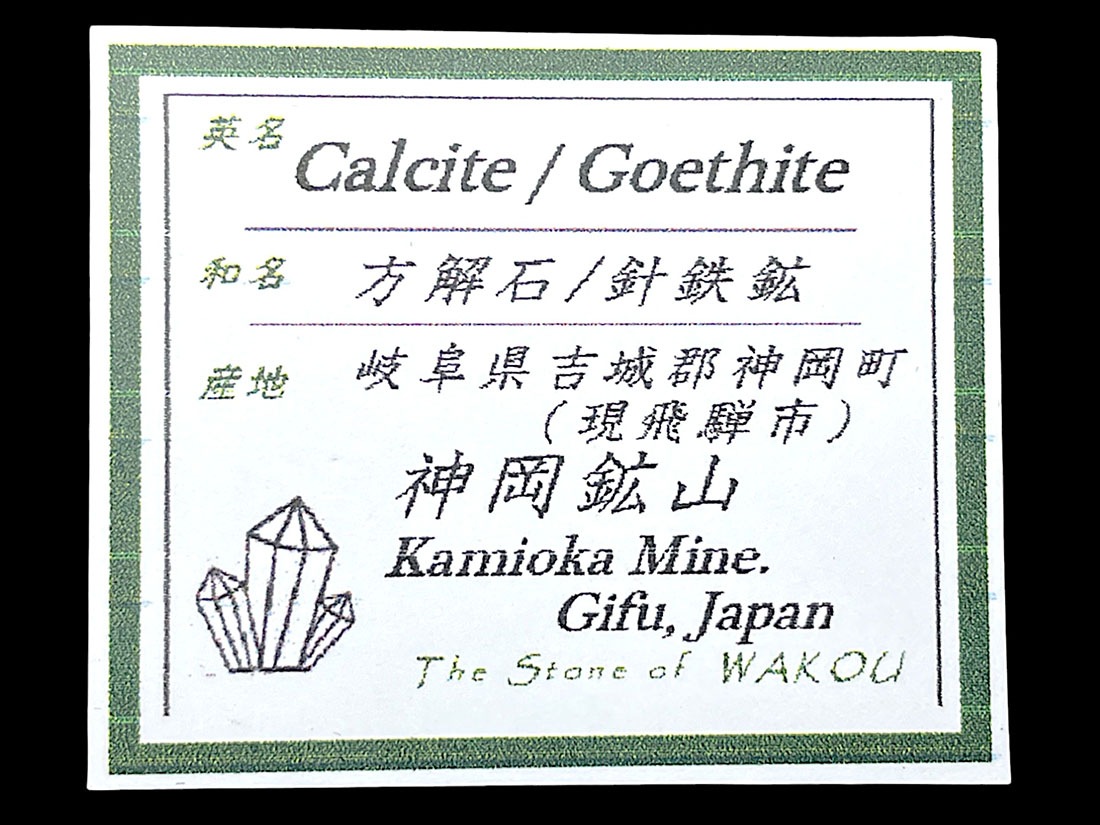 英名 Calcite / Goethite
和名 方解石/針鉄鉱
産地 岐阜県吉城郡神岡町
(現飛騨市)
神岡鉱山
Kamioka Mine.
Gifu, Japan
The Stone of WAKOU